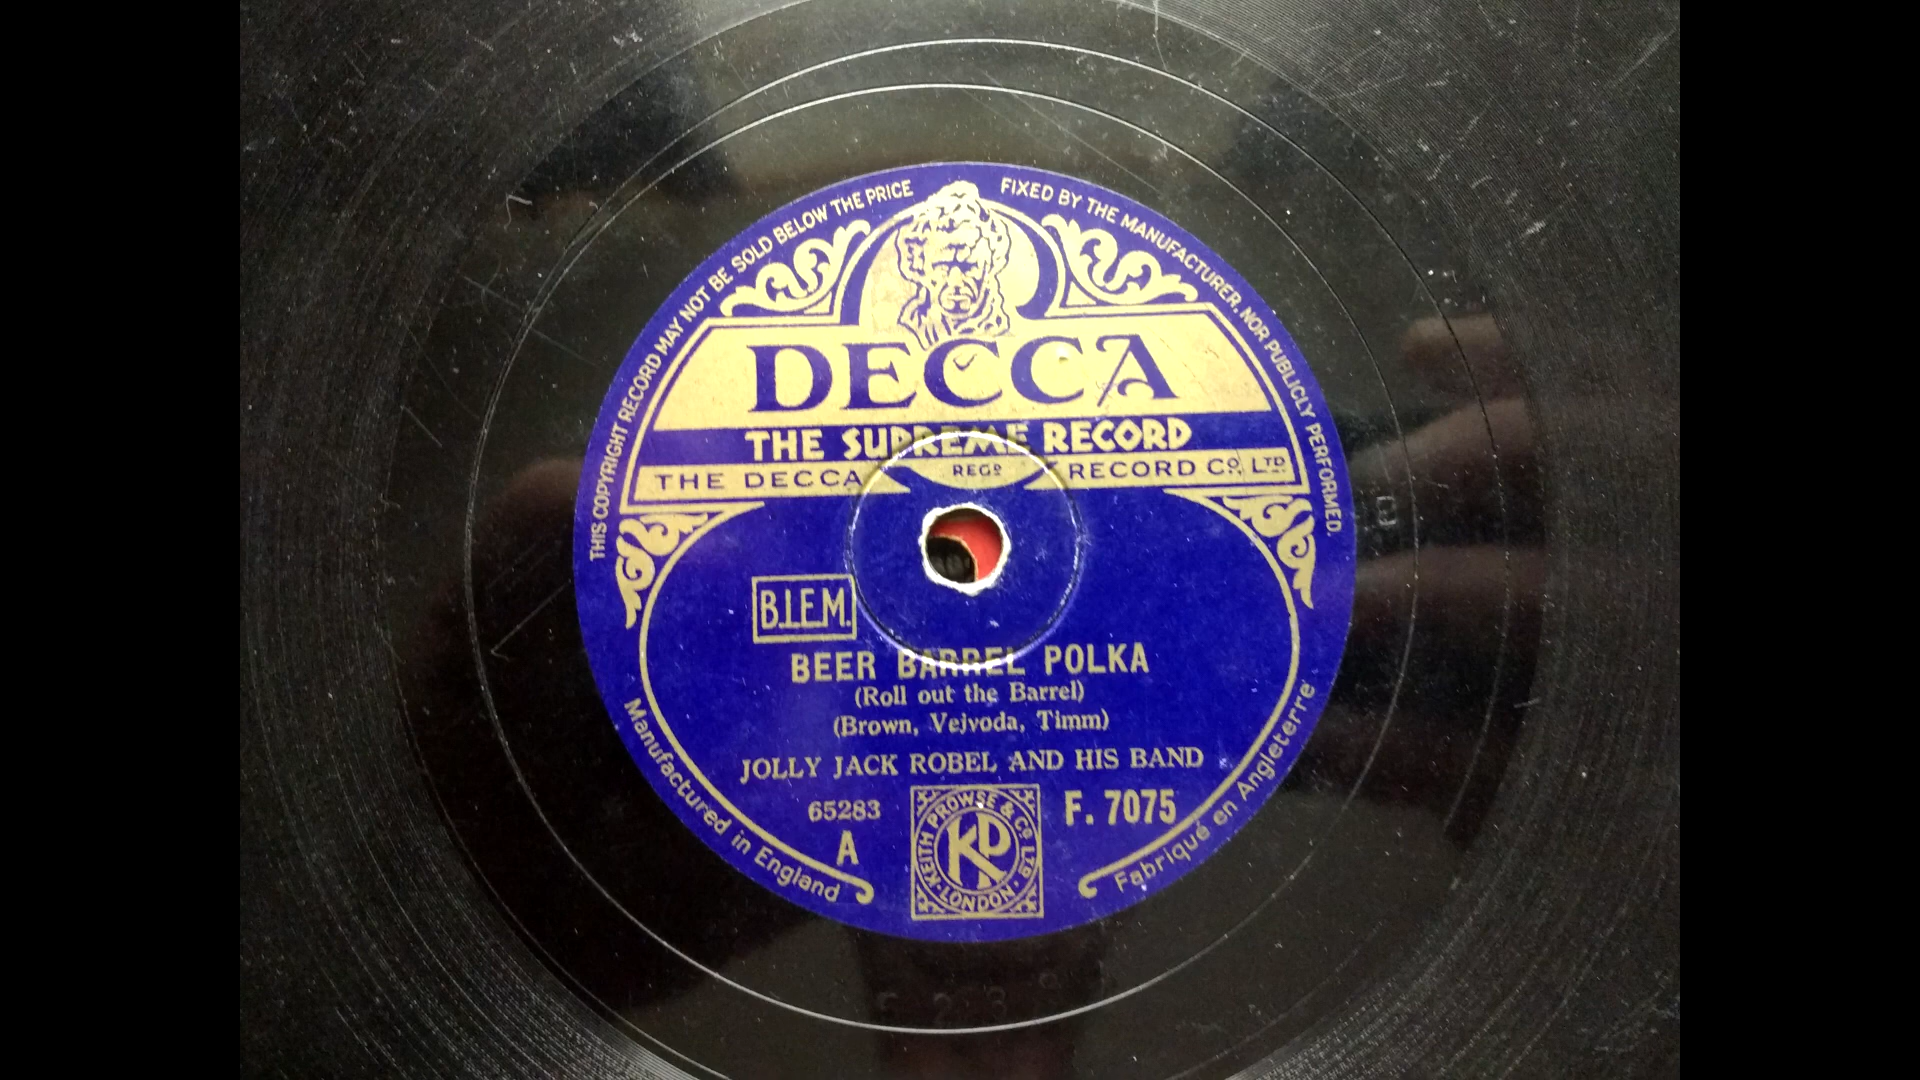 THIS COPYRIGHT RECORD MAY NOT BE SOLD BELOW THE PRICE FIXED BY THE MANUFACTURER, NOR PUBLICLY PERFORMED.
DECCA
THE SUPREME RECORD
THE DECCA REGD RECORD CO. LTD.
B.I.E.M.
BEER BARREL POLKA
(Roll out the Barrel)
(Brown, Vejvoda, Timm)
JOLLY JACK ROBEL AND HIS BAND
65283
A
F. 7075
KEITH PROWSE & CO LTD
KP
LONDON
Manufactured in England
Fabriqué en Angleterre